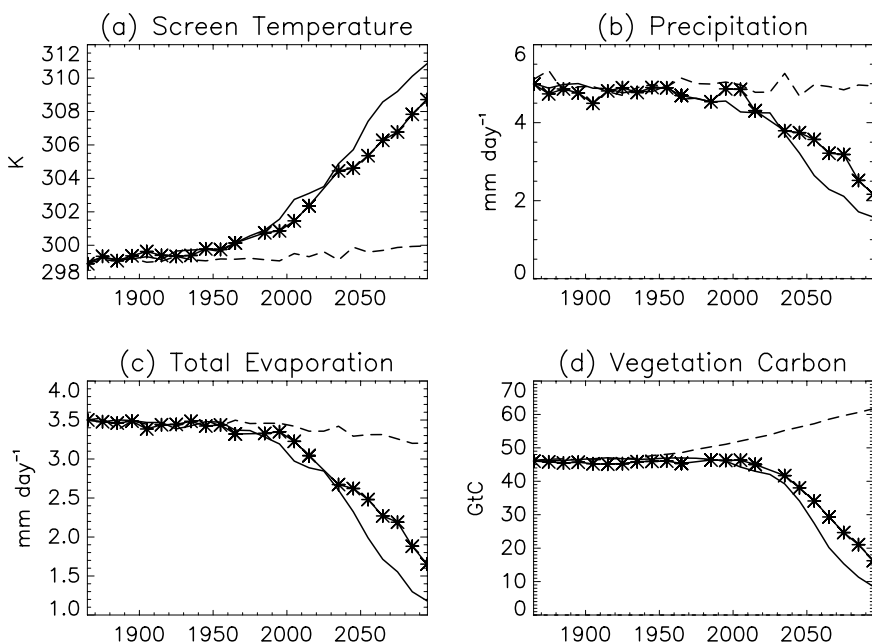 (a) Screen Temperature
312
310
308
306
304
302
300
298
K
1900 1950 2000 2050
(b) Precipitation
6
4
2
0
mm day⁻¹
1900 1950 2000 2050
(c) Total Evaporation
4.0
3.5
3.0
2.5
2.0
1.5
1.0
mm day⁻¹
1900 1950 2000 2050
(d) Vegetation Carbon
70
60
50
40
30
20
10
0
GtC
1900 1950 2000 2050